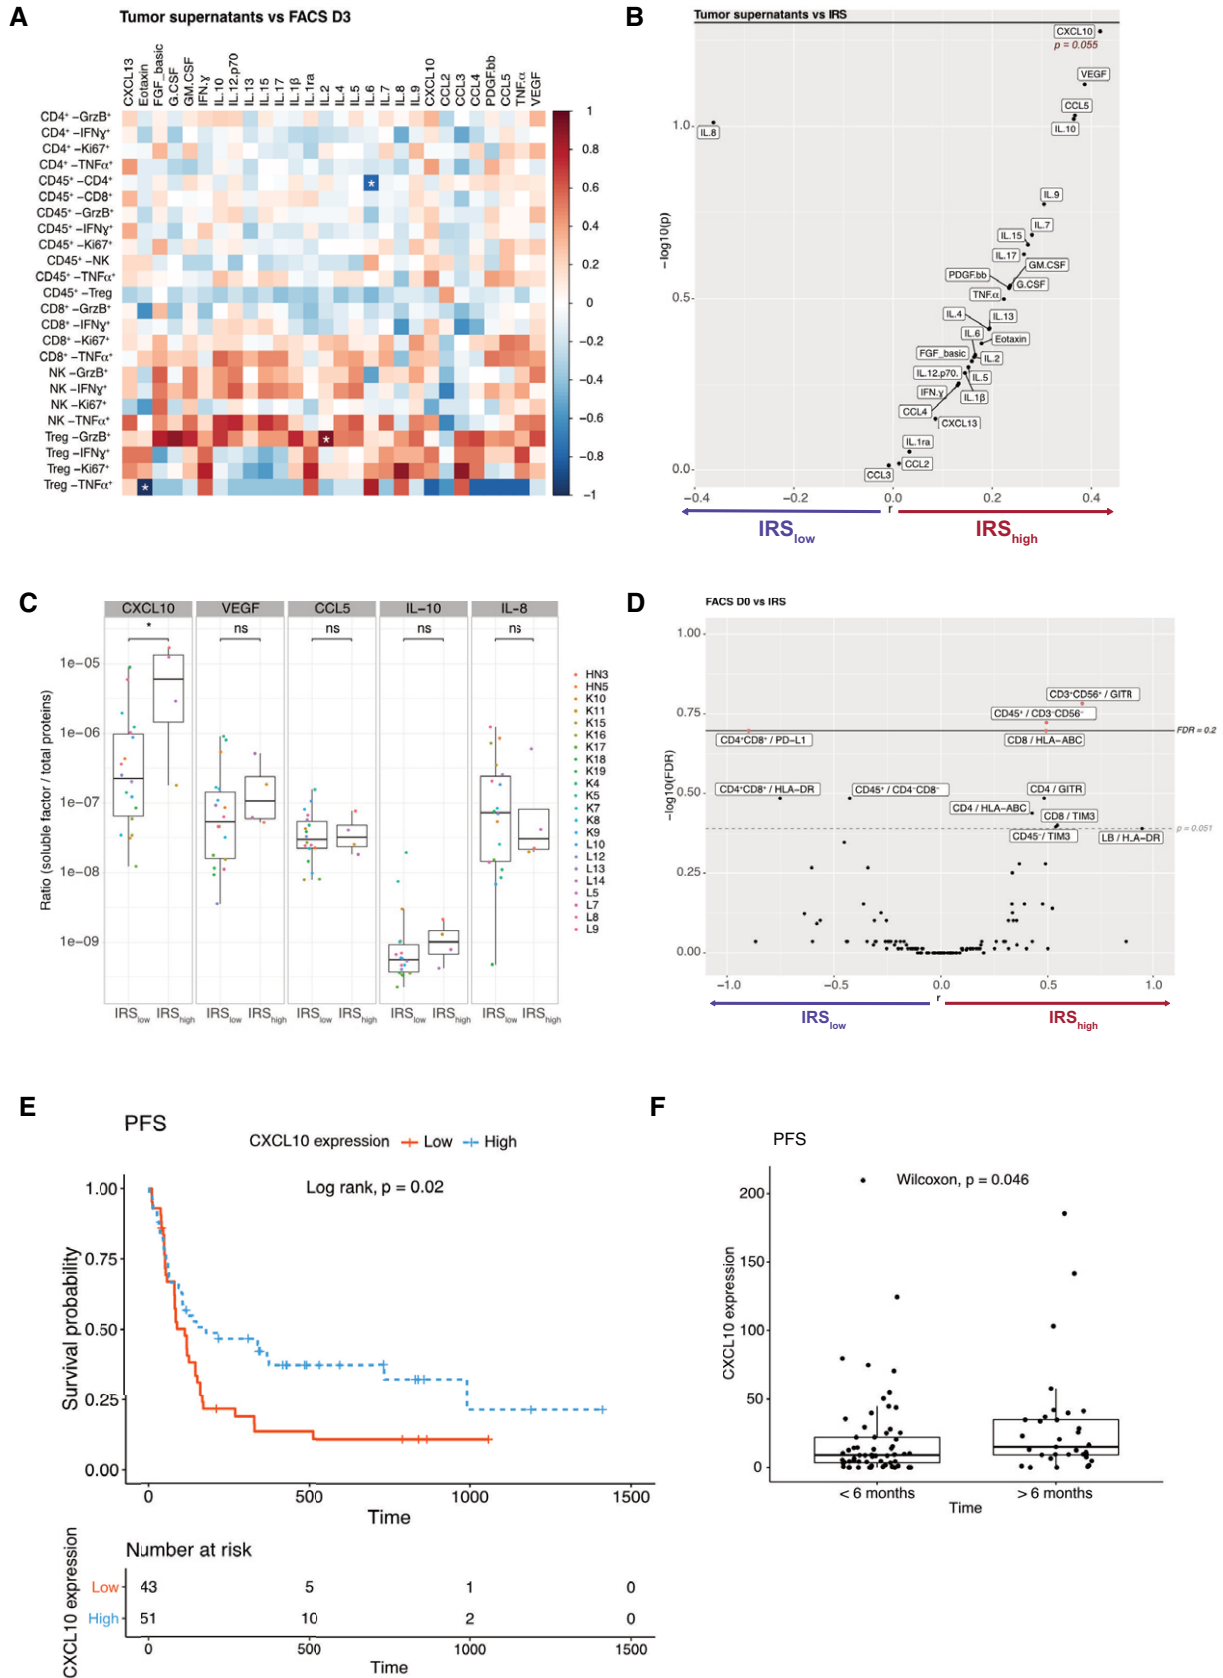 A
Tumor supernatants vs FACS D3
CXCL13
Eotaxin
FGF_basic
G.CSF
GM.CSF
IFN.ɣ
IL.10
IL.12.p70
IL.13
IL.15
IL.17
IL.1β
IL.1ra
IL.2
IL.4
IL.5
IL.6
IL.7
IL.8
IL.9
CXCL10
CCL2
CCL3
CCL4
PDGF.bb
CCL5
TNF.α
VEGF
CD4⁺ –GrzB⁺
CD4⁺ –IFNɣ⁺
CD4⁺ –Ki67⁺
CD4⁺ –TNFα⁺
CD45⁺ –CD4⁺
CD45⁺ –CD8⁺
CD45⁺ –GrzB⁺
CD45⁺ –IFNɣ⁺
CD45⁺ –Ki67⁺
CD45⁺ –NK
CD45⁺ –TNFα⁺
CD45⁺ –Treg
CD8⁺ –GrzB⁺
CD8⁺ –IFNɣ⁺
CD8⁺ –Ki67⁺
CD8⁺ –TNFα⁺
NK –GrzB⁺
NK –IFNɣ⁺
NK –Ki67⁺
NK –TNFα⁺
Treg –GrzB⁺
Treg –IFNɣ⁺
Treg –Ki67⁺
Treg –TNFα⁺
*
*
*
1
0.8
0.6
0.4
0.2
0
−0.2
−0.4
−0.6
−0.8
−1
B
Tumor supernatants vs IRS
CXCL10
p = 0.055
VEGF
CCL5
IL.10
IL.8
IL.9
IL.7
IL.15
IL.17
GM.CSF
PDGF.bb
G.CSF
TNF.α
IL.4
IL.13
IL.6
Eotaxin
FGF_basic
IL.2
IL.12.p70.
IL.5
IFN.ɣ
IL.1β
CCL4
CXCL13
IL.1ra
CCL2
CCL3
−log10(p)
1.0
0.5
0.0
−0.4
−0.2
0.0
0.2
0.4
r
IRSlow
IRShigh
C
CXCL10
VEGF
CCL5
IL−10
IL−8
*
ns
ns
ns
ns
Ratio (soluble factor / total proteins)
1e−05
1e−06
1e−07
1e−08
1e−09
IRSlow IRShigh
IRSlow IRShigh
IRSlow IRShigh
IRSlow IRShigh
IRSlow IRShigh
HN3
HN5
K10
K11
K15
K16
K17
K18
K19
K4
K5
K7
K8
K9
L10
L12
L13
L14
L5
L7
L8
L9
D
FACS D0 vs IRS
−log10(FDR)
1.00
0.75
0.50
0.25
0.00
CD3⁺CD56⁺ / GITR
CD45⁺ / CD3⁻CD56⁻
FDR = 0.2
CD4⁺CD8⁺ / PD−L1
CD8 / HLA−ABC
CD4⁺CD8⁺ / HLA−DR
CD45⁺ / CD4⁻CD8⁻
CD4 / GITR
CD4 / HLA−ABC
CD8 / TIM3
p = 0.051
CD45⁻/ TIM3
LB / HLA−DR
−1.0
−0.5
0.0
0.5
1.0
r
IRSlow
IRShigh
E
PFS
CXCL10 expression Low High
Log rank, p = 0.02
Survival probability
1.00
0.75
0.50
0.25
0.00
0 500 1000 1500
Time
Number at risk
CXCL10 expression
Low 43 5 1 0
High 51 10 2 0
0 500 1000 1500
Time
F
PFS
Wilcoxon, p = 0.046
CXCL10 expression
200
150
100
50
0
< 6 months
> 6 months
Time